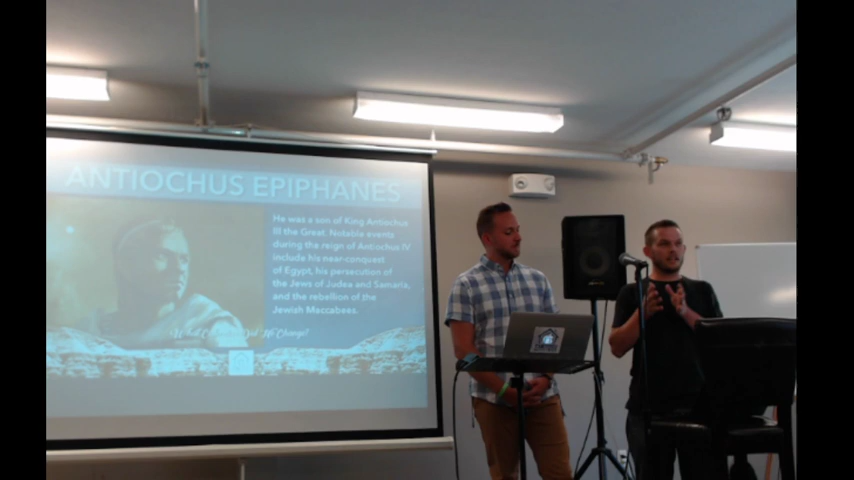 ANTIOCHUS EPIPHANES
He was a son of King Antiochus
III the Great. Notable events
during the reign of Antiochus IV
include his near-conquest
of Egypt, his persecution of
the Jews of Judea and Samaria,
and the rebellion of the
Jewish Maccabees.